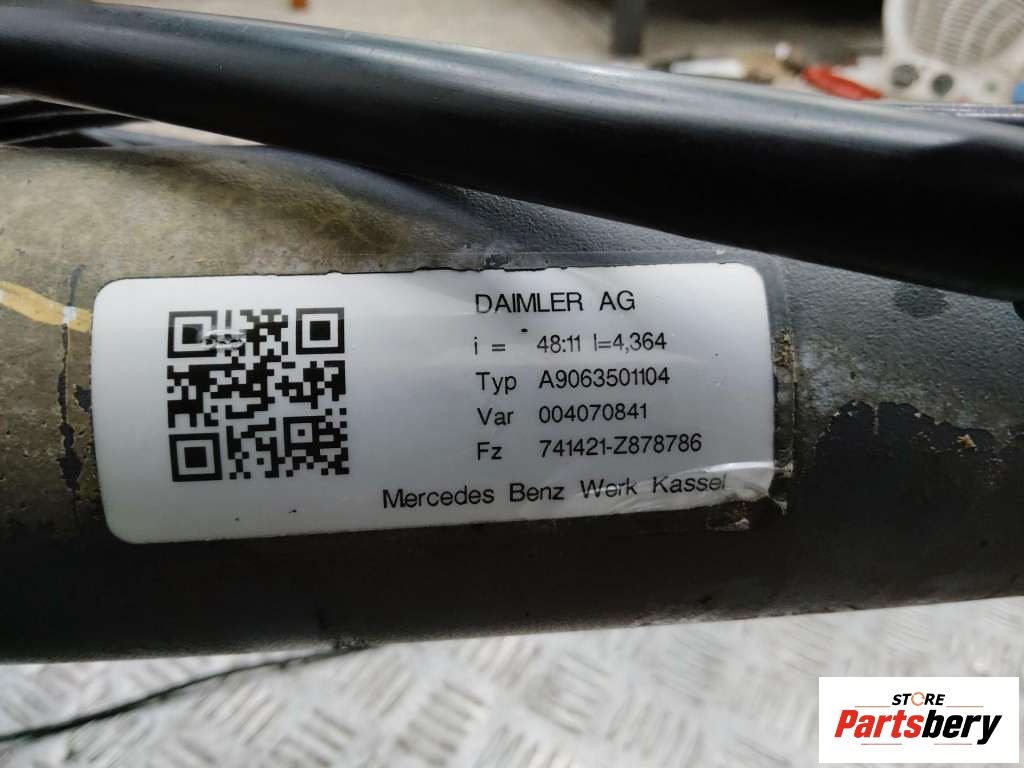 DAIMLER AG
i = 48:11 I=4,364
Typ A9063501104
Var 004070841
Fz 741421-Z878786
Mercedes Benz Werk Kassel
STORE
Partsbery